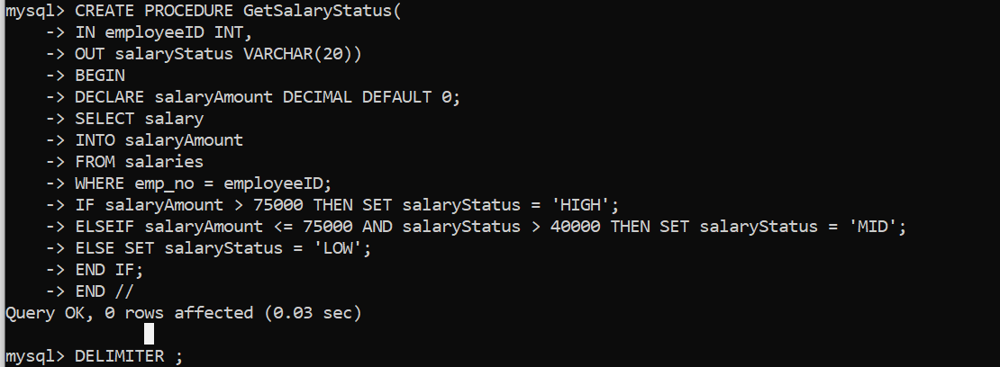 mysql> CREATE PROCEDURE GetSalaryStatus(
    -> IN employeeID INT,
    -> OUT salaryStatus VARCHAR(20))
    -> BEGIN
    -> DECLARE salaryAmount DECIMAL DEFAULT 0;
    -> SELECT salary
    -> INTO salaryAmount
    -> FROM salaries
    -> WHERE emp_no = employeeID;
    -> IF salaryAmount > 75000 THEN SET salaryStatus = 'HIGH';
    -> ELSEIF salaryAmount <= 75000 AND salaryStatus > 40000 THEN SET salaryStatus = 'MID';
    -> ELSE SET salaryStatus = 'LOW';
    -> END IF;
    -> END //
Query OK, 0 rows affected (0.03 sec)
mysql> DELIMITER ;